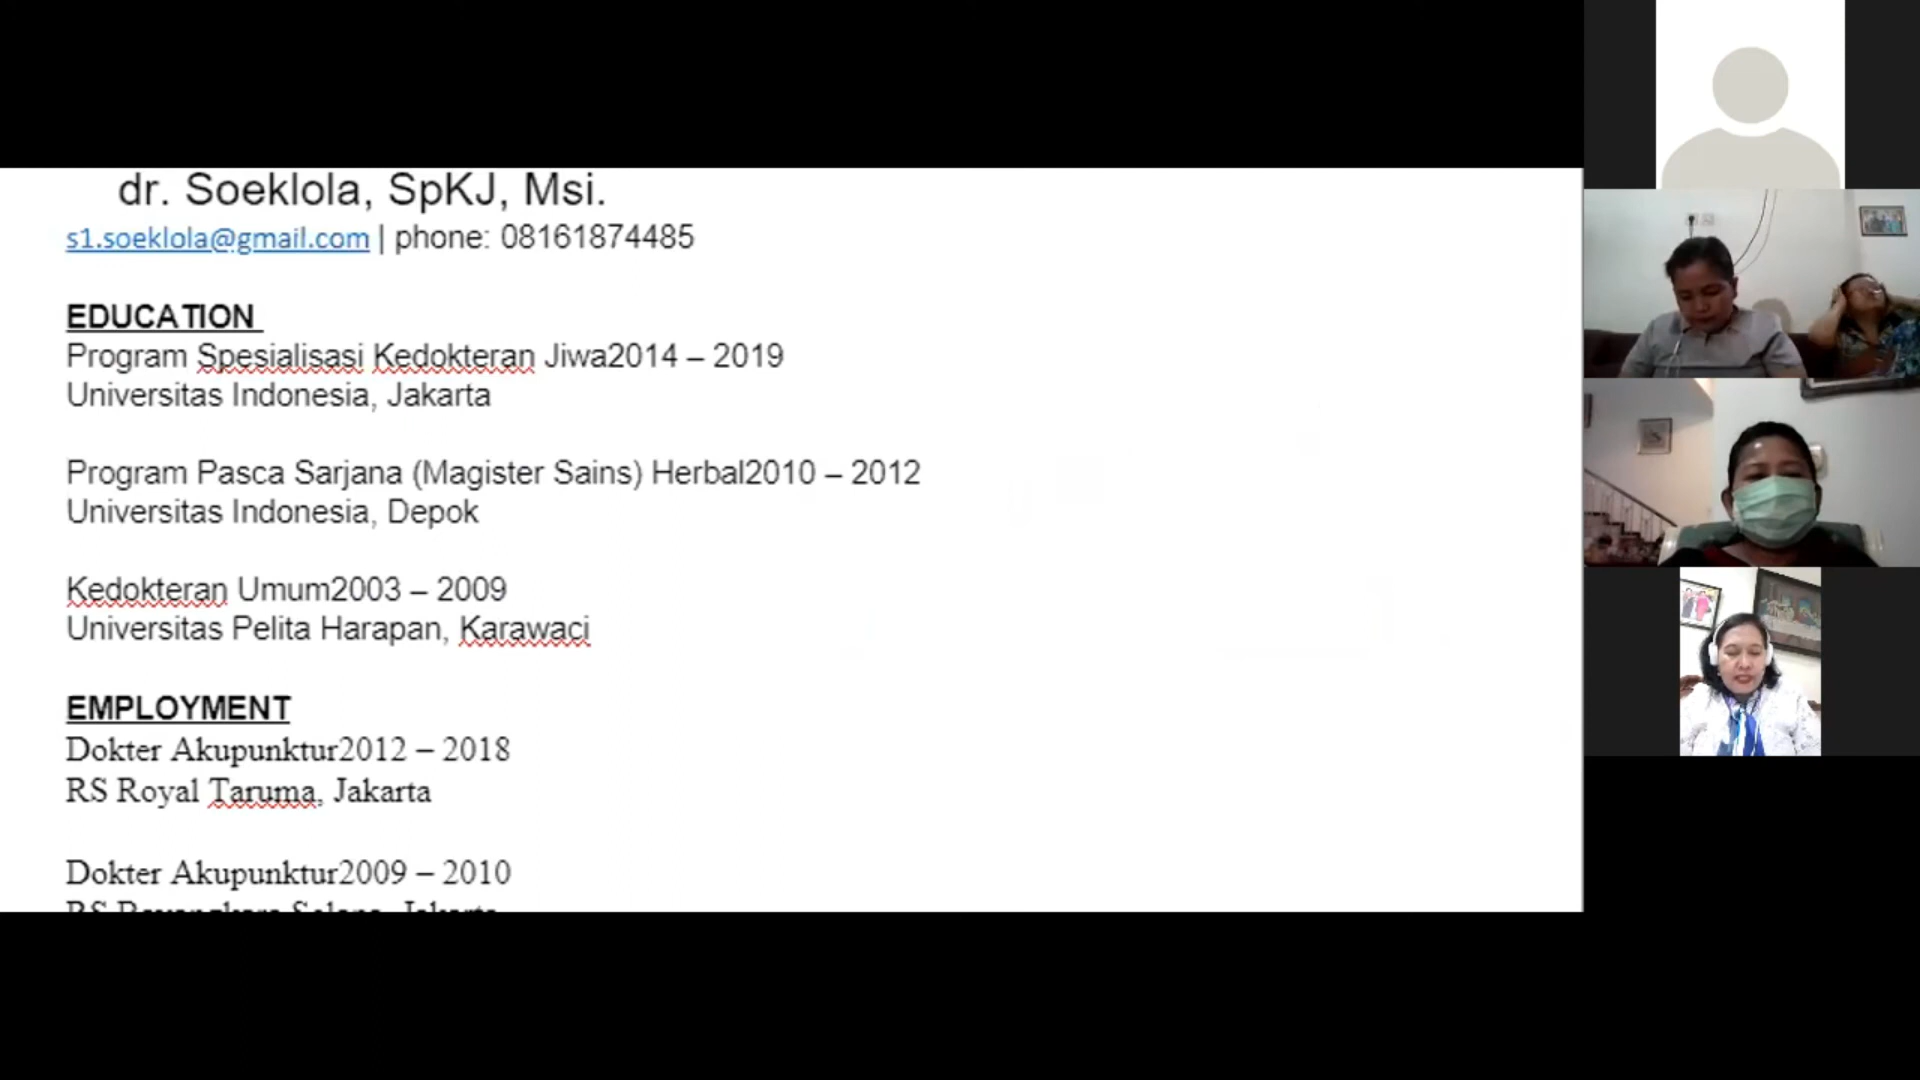 dr. Soeklola, SpKJ, Msi.
s1.soeklola@gmail.com | phone: 08161874485
EDUCATION
Program Spesialisasi Kedokteran Jiwa2014 – 2019
Universitas Indonesia, Jakarta
Program Pasca Sarjana (Magister Sains) Herbal2010 – 2012
Universitas Indonesia, Depok
Kedokteran Umum2003 – 2009
Universitas Pelita Harapan, Karawaci
EMPLOYMENT
Dokter Akupunktur2012 – 2018
RS Royal Taruma, Jakarta
Dokter Akupunktur2009 – 2010